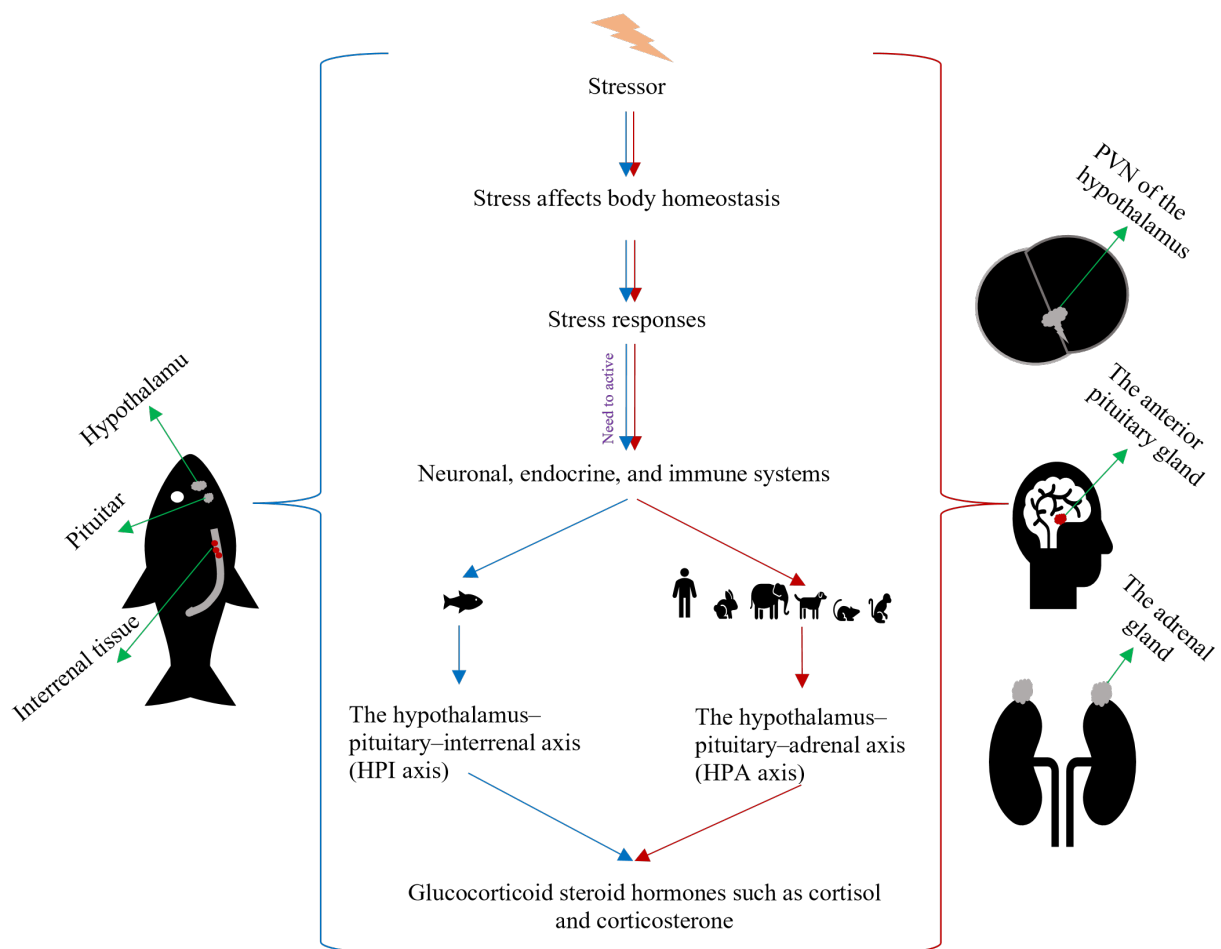 Stressor
Stress affects body homeostasis
Stress responses
Need to active
Neuronal, endocrine, and immune systems
The hypothalamus–
pituitary–interrenal axis
(HPI axis)
The hypothalamus–
pituitary–adrenal axis
(HPA axis)
Glucocorticoid steroid hormones such as cortisol
and corticosterone
Hypothalamu
Pituitar
Interrenal tissue
PVN of the
hypothalamus
The anterior
pituitary gland
The adrenal
gland